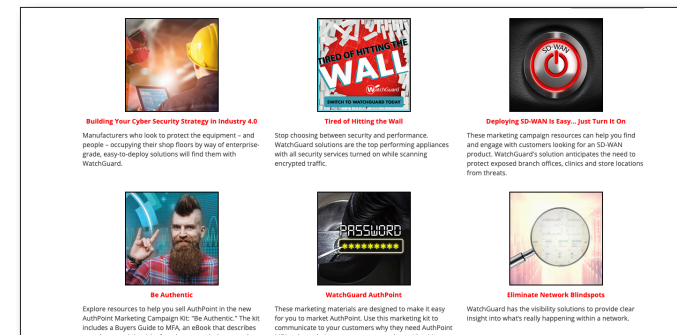 TIRED OF HITTING THE
WALL
WatchGuard
SWITCH TO WATCHGUARD TODAY
SD-WAN
Building Your Cyber Security Strategy in Industry 4.0
Manufacturers who look to protect the equipment – and
people – occupying their shop floors by way of enterprise-
grade, easy-to-deploy solutions will find them with
WatchGuard.
Tired of Hitting the Wall
Stop choosing between security and performance.
WatchGuard solutions are the top performing appliances
with all security services turned on while scanning
encrypted traffic.
Deploying SD-WAN Is Easy... Just Turn It On
These marketing campaign resources can help you find
and engage with customers looking for an SD-WAN
product. WatchGuard's solution anticipates the need to
protect exposed branch offices, clinics and store locations
from threats.
PASSWORD
*********
Be Authentic
Explore resources to help you sell AuthPoint in the new
AuthPoint Marketing Campaign Kit: "Be Authentic." The kit
includes a Buyers Guide to MFA, an eBook that describes
WatchGuard AuthPoint
These marketing materials are designed to make it easy
for you to market AuthPoint. Use this marketing kit to
communicate to your customers why they need AuthPoint
Eliminate Network Blindspots
WatchGuard has the visibility solutions to provide clear
insight into what's really happening within a network.